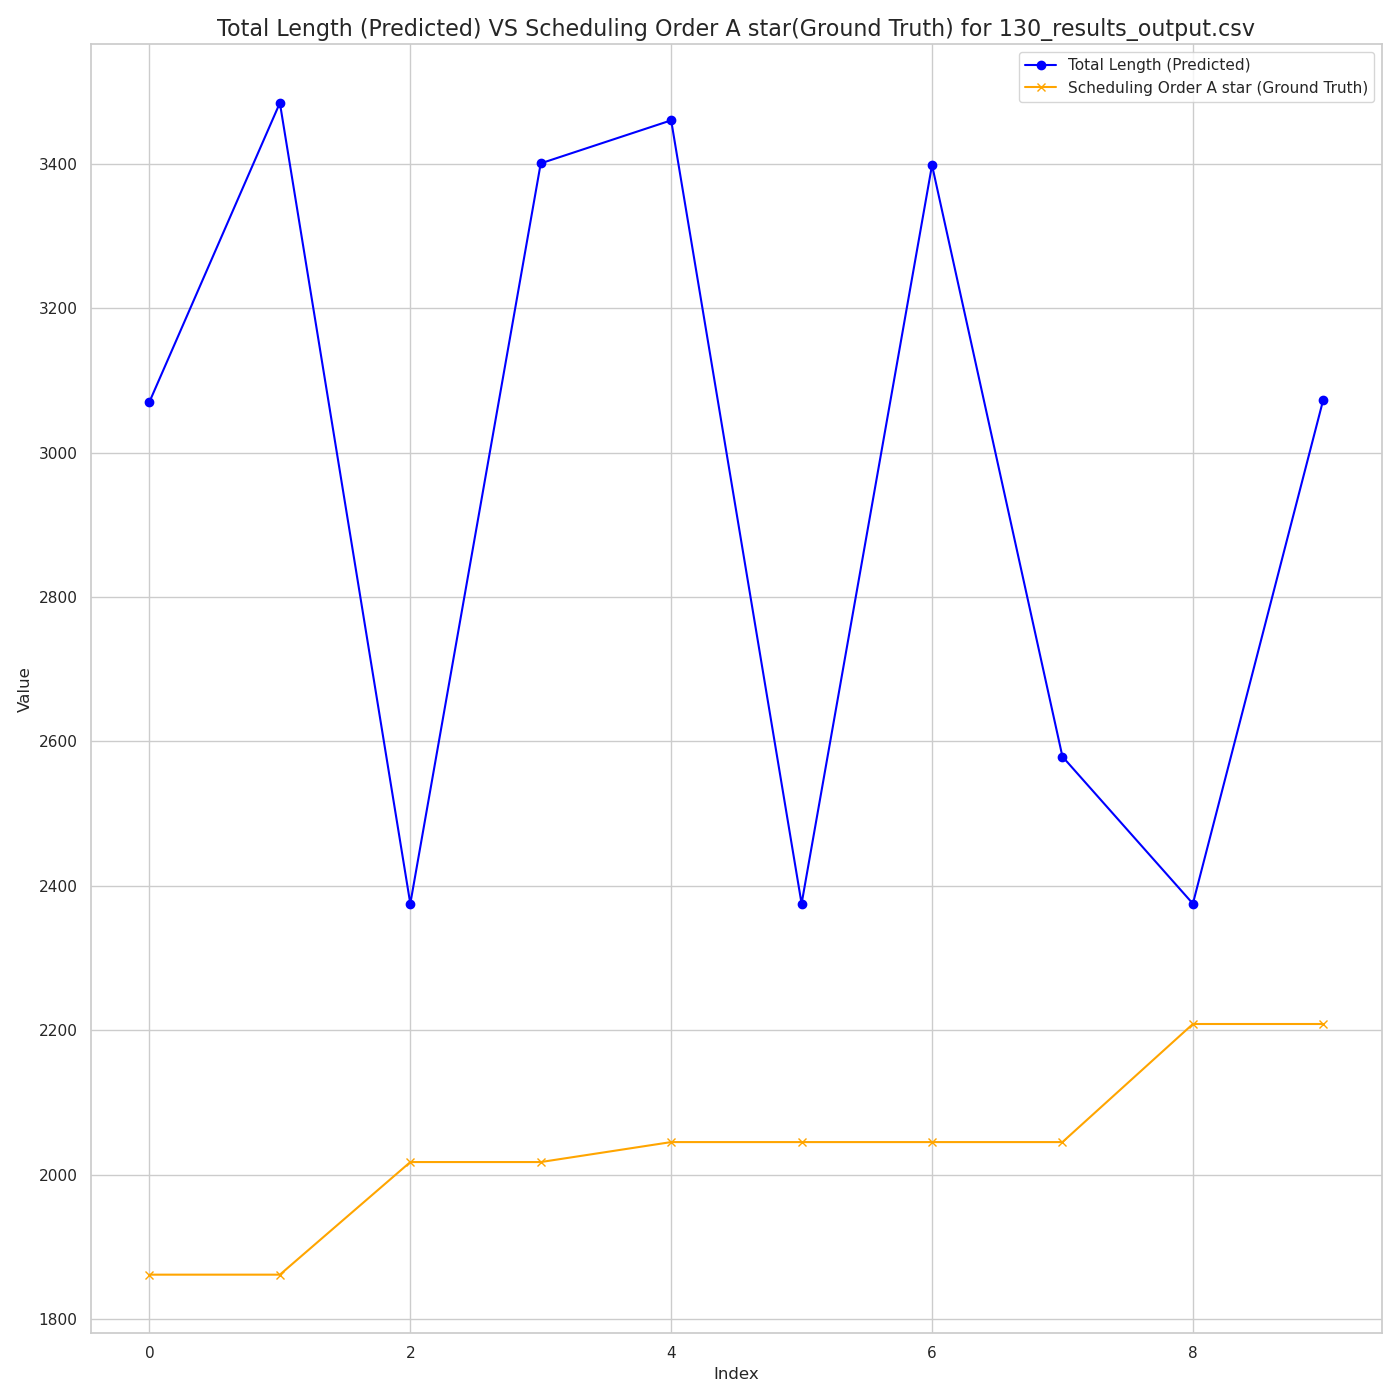 Total Length (Predicted) VS Scheduling Order A star(Ground Truth) for 130_results_output.csv
Total Length (Predicted)
Scheduling Order A star (Ground Truth)
3400
3200
3000
2800
2600
2400
2200
2000
1800
Value
0 2 4 6 8
Index